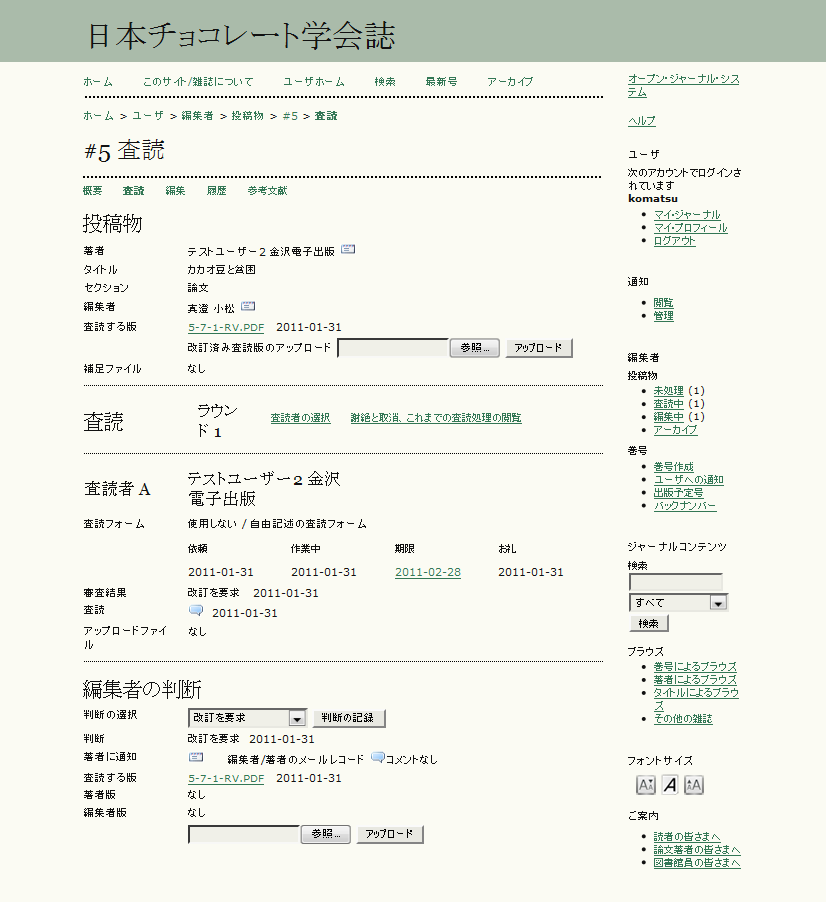 日本チョコレート学会誌
ホーム このサイト/雑誌について ユーザホーム 検索 最新号 アーカイブ
ホーム > ユーザ > 編集者 > 投稿物 > #5 > 査読
#5 査読
概要 査読 編集 履歴 参考文献
投稿物
著者 テストユーザー2 金沢電子出版
タイトル カカオ豆と貧困
セクション 論文
編集者 真澄 小松
査読する版 5-7-1-RV.PDF 2011-01-31
改訂済み査読版のアップロード 参照... アップロード
補足ファイル なし
査読 ラウン
ド 1 査読者の選択 謝絶と取消、これまでの査読処理の閲覧
査読者 A テストユーザー2 金沢
電子出版
査読フォーム 使用しない / 自由記述の査読フォーム
依頼 作業中 期限 お礼
2011-01-31 2011-01-31 2011-02-28 2011-01-31
審査結果 改訂を要求 2011-01-31
査読 2011-01-31
アップロードファイ
ル なし
編集者の判断
判断の選択 改訂を要求 判断の記録
判断 改訂を要求 2011-01-31
著者に通知 編集者/著者のメールレコード コメントなし
査読する版 5-7-1-RV.PDF 2011-01-31
著者版 なし
編集者版 なし
参照... アップロード
オープン・ジャーナル・シス
テム
ヘルプ
ユーザ
次のアカウントでログインさ
れています
komatsu
マイ・ジャーナル
マイ・プロフィール
ログアウト
通知
閲覧
管理
編集者
投稿物
未処理 (1)
査読中 (1)
編集中 (1)
アーカイブ
巻号
巻号作成
ユーザへの通知
出版予定号
バックナンバー
ジャーナルコンテンツ
検索
すべて
検索
ブラウズ
巻号によるブラウズ
著者によるブラウズ
タイトルによるブラウ
ズ
その他の雑誌
フォントサイズ
A A A A A
ご案内
読者の皆さまへ
論文著者の皆さまへ
図書館員の皆さまへ